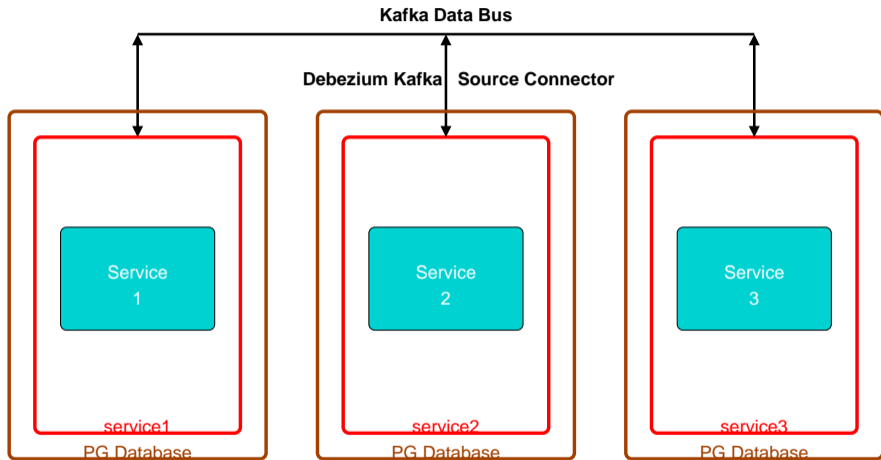 Kafka Data Bus
Debezium Kafka Source Connector
Service
1
Service
2
Service
3
service1
service2
service3
PG Database
PG Database
PG Database